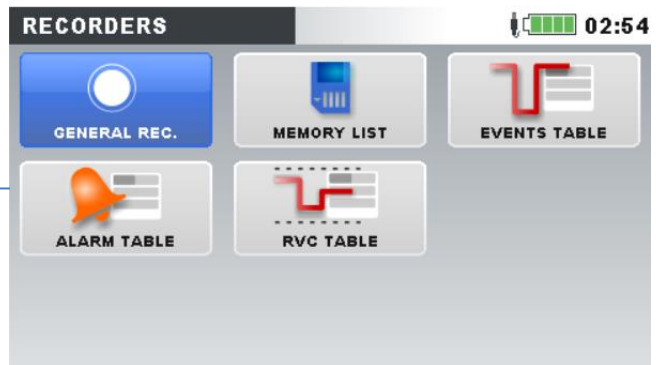 RECORDERS 02:54
GENERAL REC. MEMORY LIST EVENTS TABLE
ALARM TABLE RVC TABLE